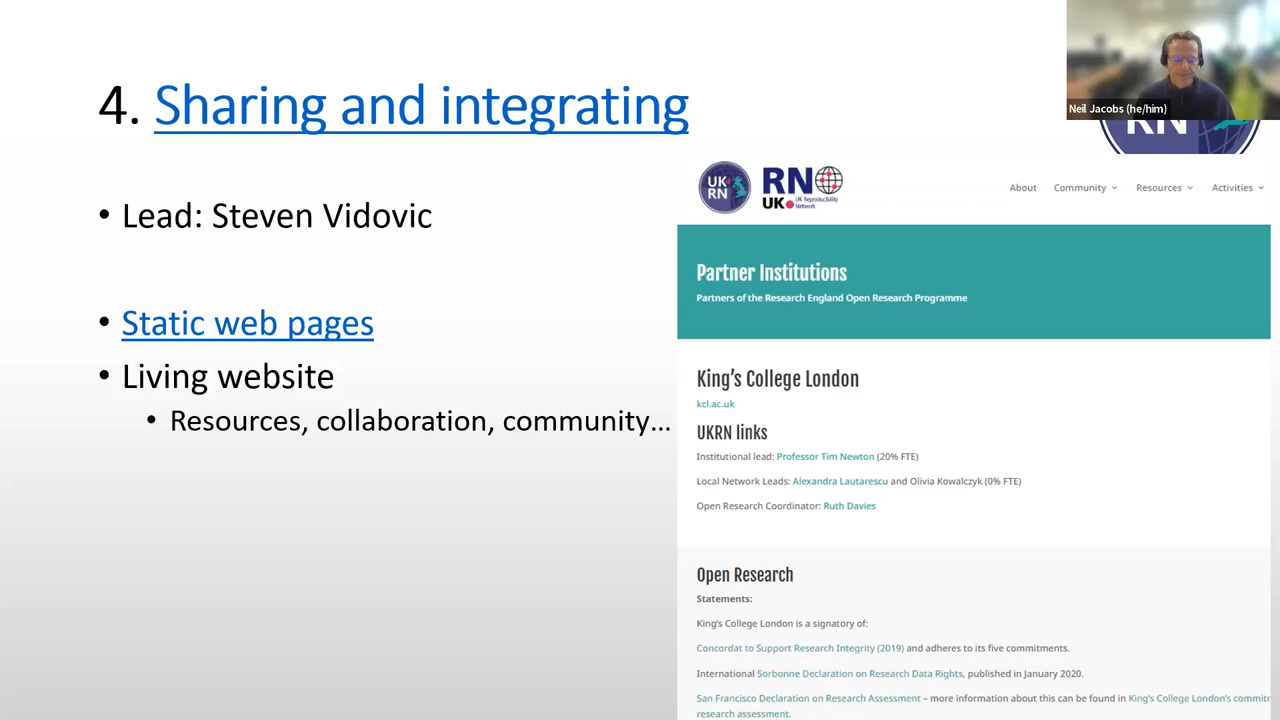 4. Sharing and integrating
Neil Jacobs (he/him)
RN
• Lead: Steven Vidovic
• Static web pages
• Living website
• Resources, collaboration, community…
UK
RN
RN
UK
UK Reproducibility
Network
About Community Resources Activities
Partner Institutions
Partners of the Research England Open Research Programme
King's College London
kcl.ac.uk
UKRN links
Institutional lead: Professor Tim Newton (20% FTE)
Local Network Leads: Alexandra Lautarescu and Olivia Kowalczyk (0% FTE)
Open Research Coordinator: Ruth Davies
Open Research
Statements:
King's College London is a signatory of:
Concordat to Support Research Integrity (2019) and adheres to its five commitments.
International Sorbonne Declaration on Research Data Rights, published in January 2020.
San Francisco Declaration on Research Assessment – more information about this can be found in King's College London's commitr
research assessment.